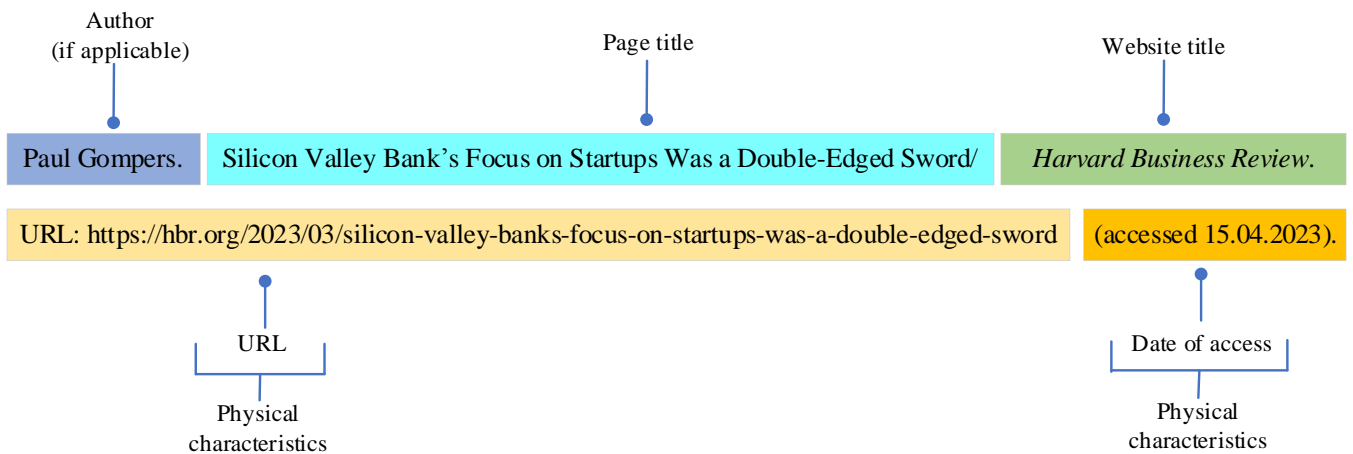 Author
(if applicable)
Page title
Website title
Paul Gompers.
Silicon Valley Bank’s Focus on Startups Was a Double-Edged Sword/
Harvard Business Review.
URL: https://hbr.org/2023/03/silicon-valley-banks-focus-on-startups-was-a-double-edged-sword
(accessed 15.04.2023).
URL
Physical
characteristics
Date of access
Physical
characteristics